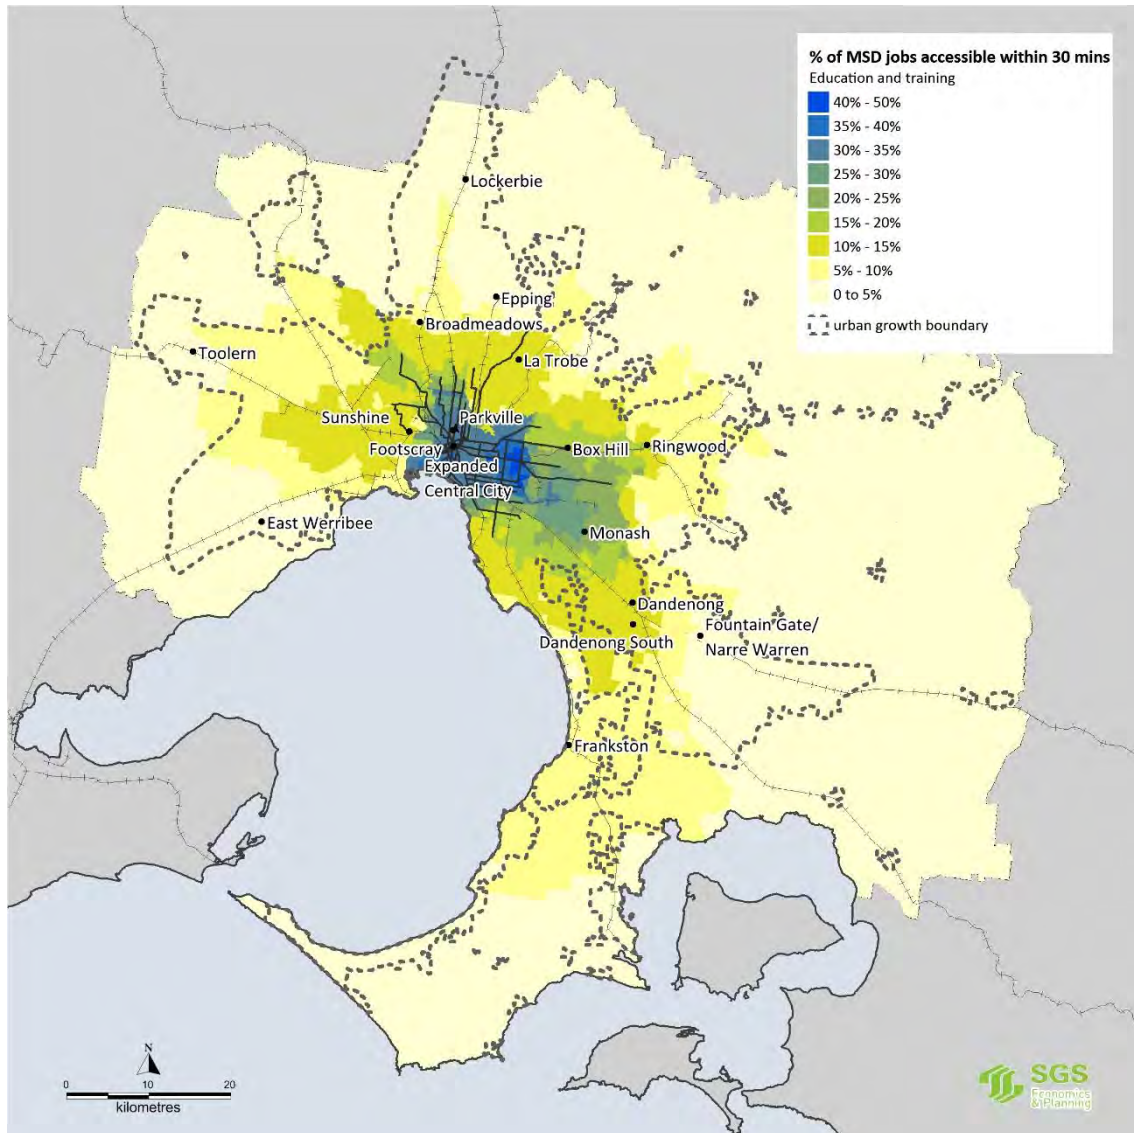 % of MSD jobs accessible within 30 mins
Education and training
40% - 50%
35% - 40%
30% - 35%
25% - 30%
20% - 25%
15% - 20%
10% - 15%
5% - 10%
0 to 5%
urban growth boundary
Lockerbie
Epping
Broadmeadows
Toolern
La Trobe
Sunshine
Parkville
Footscray
Box Hill
Ringwood
Expanded
Central City
East Werribee
Monash
Dandenong
Fountain Gate/
Narre Warren
Dandenong South
Frankston
N
0 10 20
kilometres
SGS
Economics
& Planning